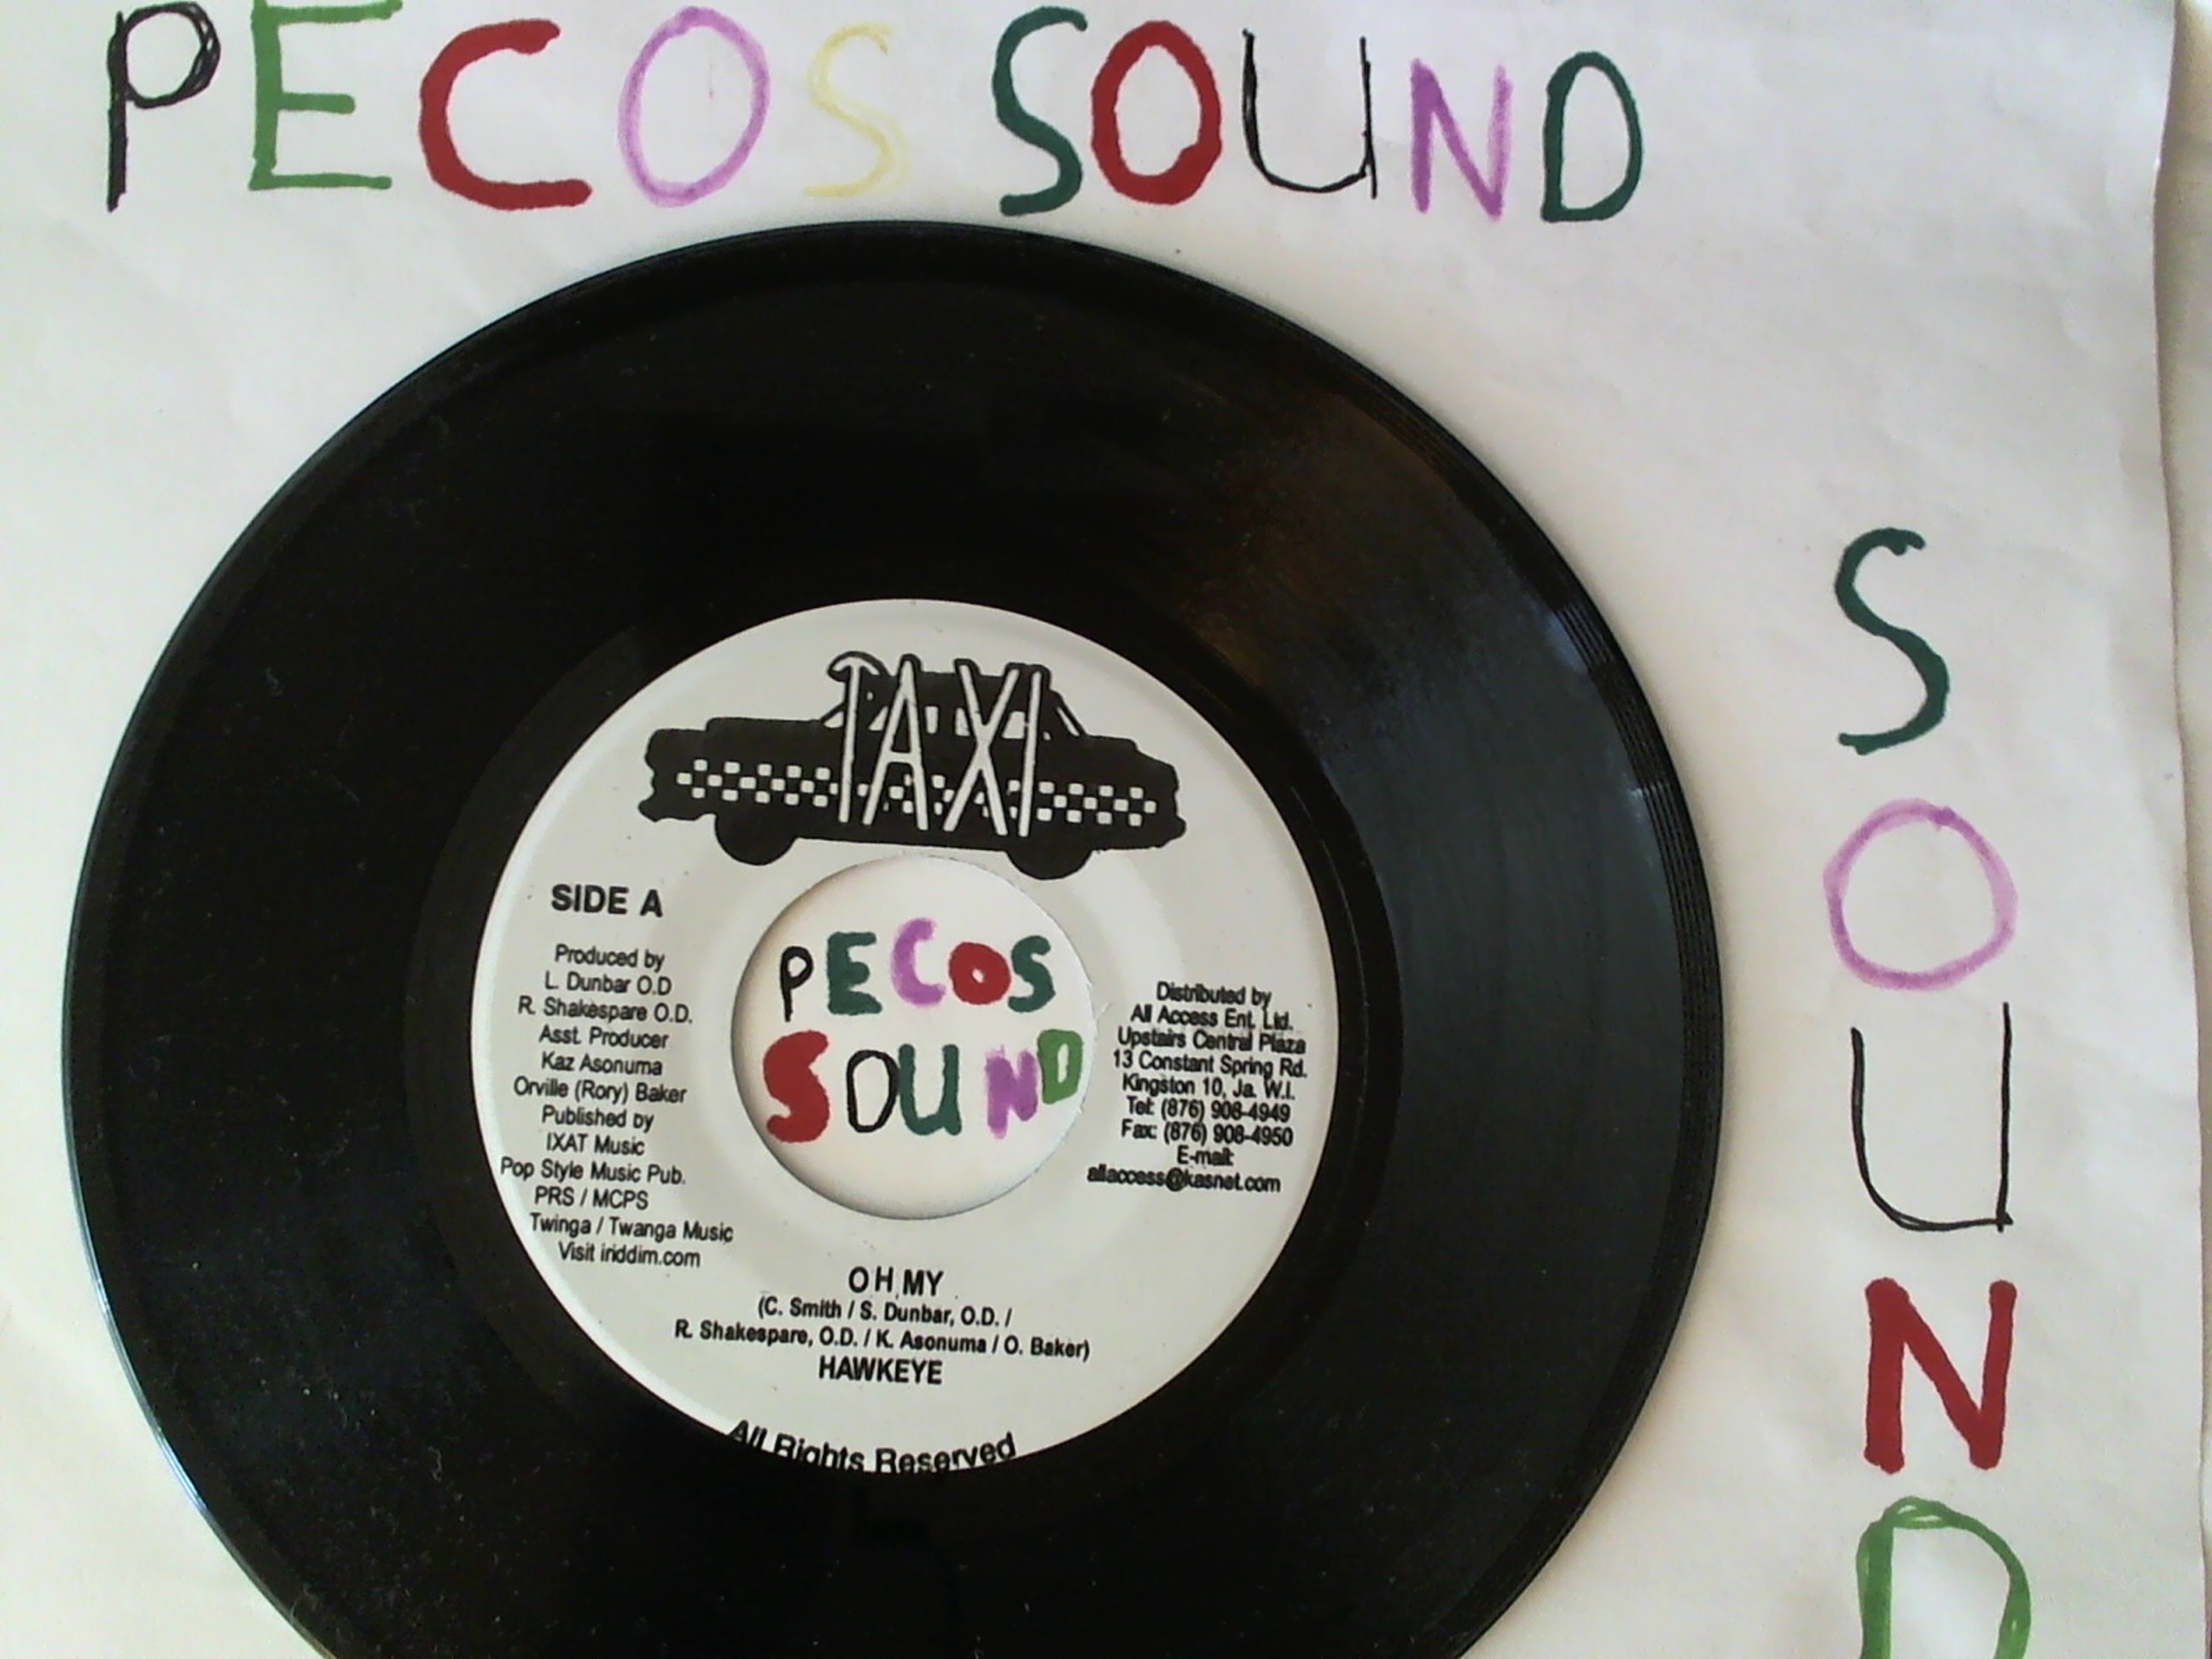 PECOS SOUND
TAXI
SIDE A
Produced by
L. Dunbar O.D
R. Shakespare O.D.
Asst. Producer
Kaz Asonuma
Orville (Rory) Baker
Published by
IXAT Music
Pop Style Music Pub.
PRS / MCPS
Twinga / Twanga Music
Visit iriddim.com
PECOS
SOUND
Distributed by
All Access Ent. Ltd.
Upstairs Central Plaza
13 Constant Spring Rd.
Kingston 10, Ja. W.I.
Tel: (876) 908-4949
Fax: (876) 908-4950
E-mail:
allaccess@kasnet.com
OH MY
(C. Smith / S. Dunbar, O.D. /
R. Shakespare, O.D. / K. Asonuma / O. Baker)
HAWKEYE
All Rights Reserved
S
O
U
N
D